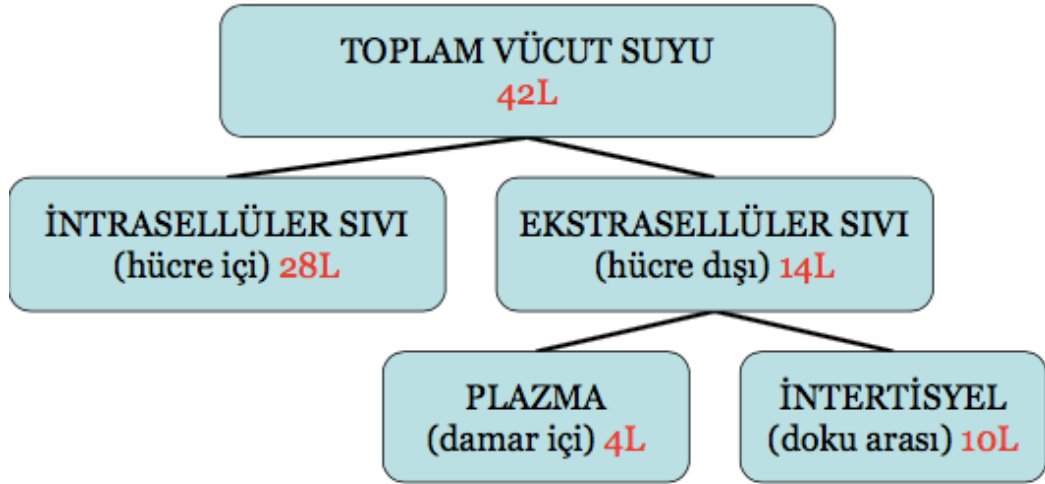 TOPLAM VÜCUT SUYU
42L
İNTRASELLÜLER SIVI
(hücre içi) 28L
EKSTRASELLÜLER SIVI
(hücre dışı) 14L
PLAZMA
(damar içi) 4L
İNTERTİSYEL
(doku arası) 10L